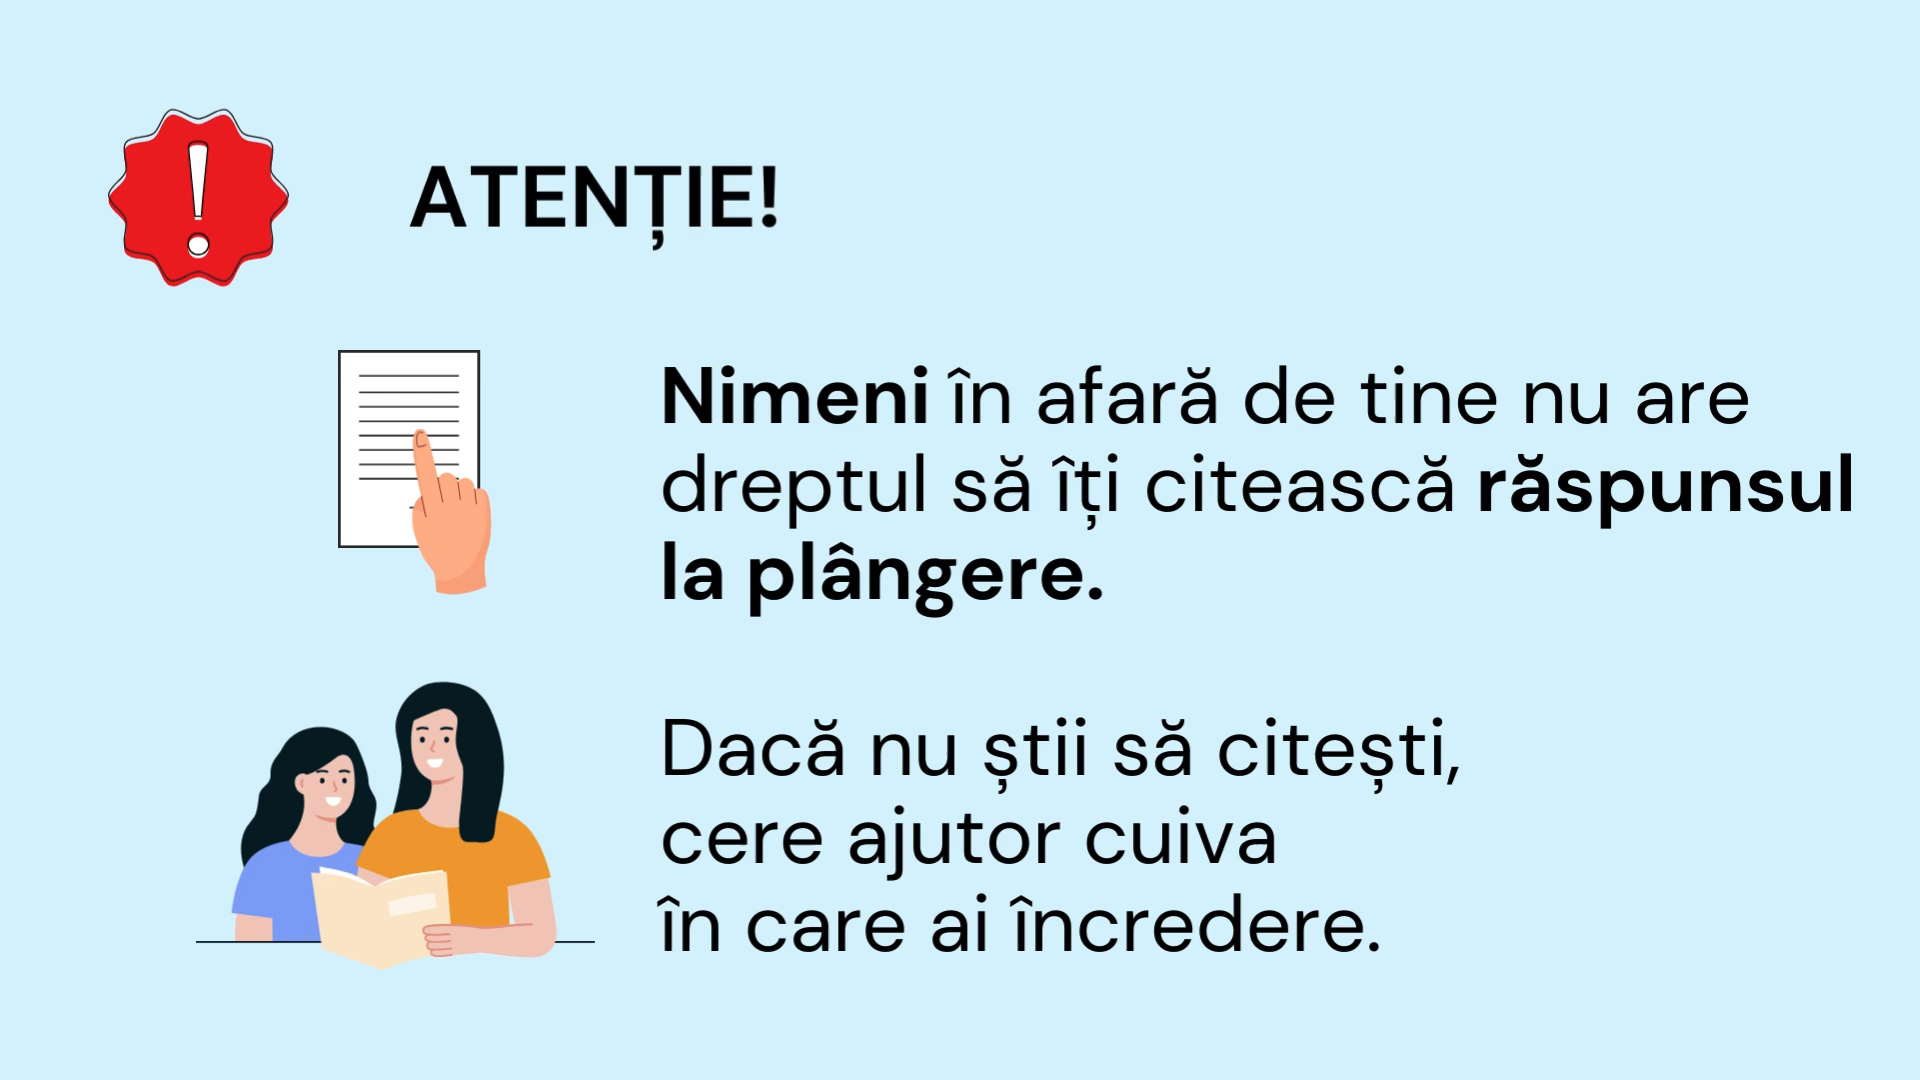 ATENȚIE!
Nimeni în afară de tine nu are
dreptul să îți citească răspunsul
la plângere.
Dacă nu știi să citești,
cere ajutor cuiva
în care ai încredere.